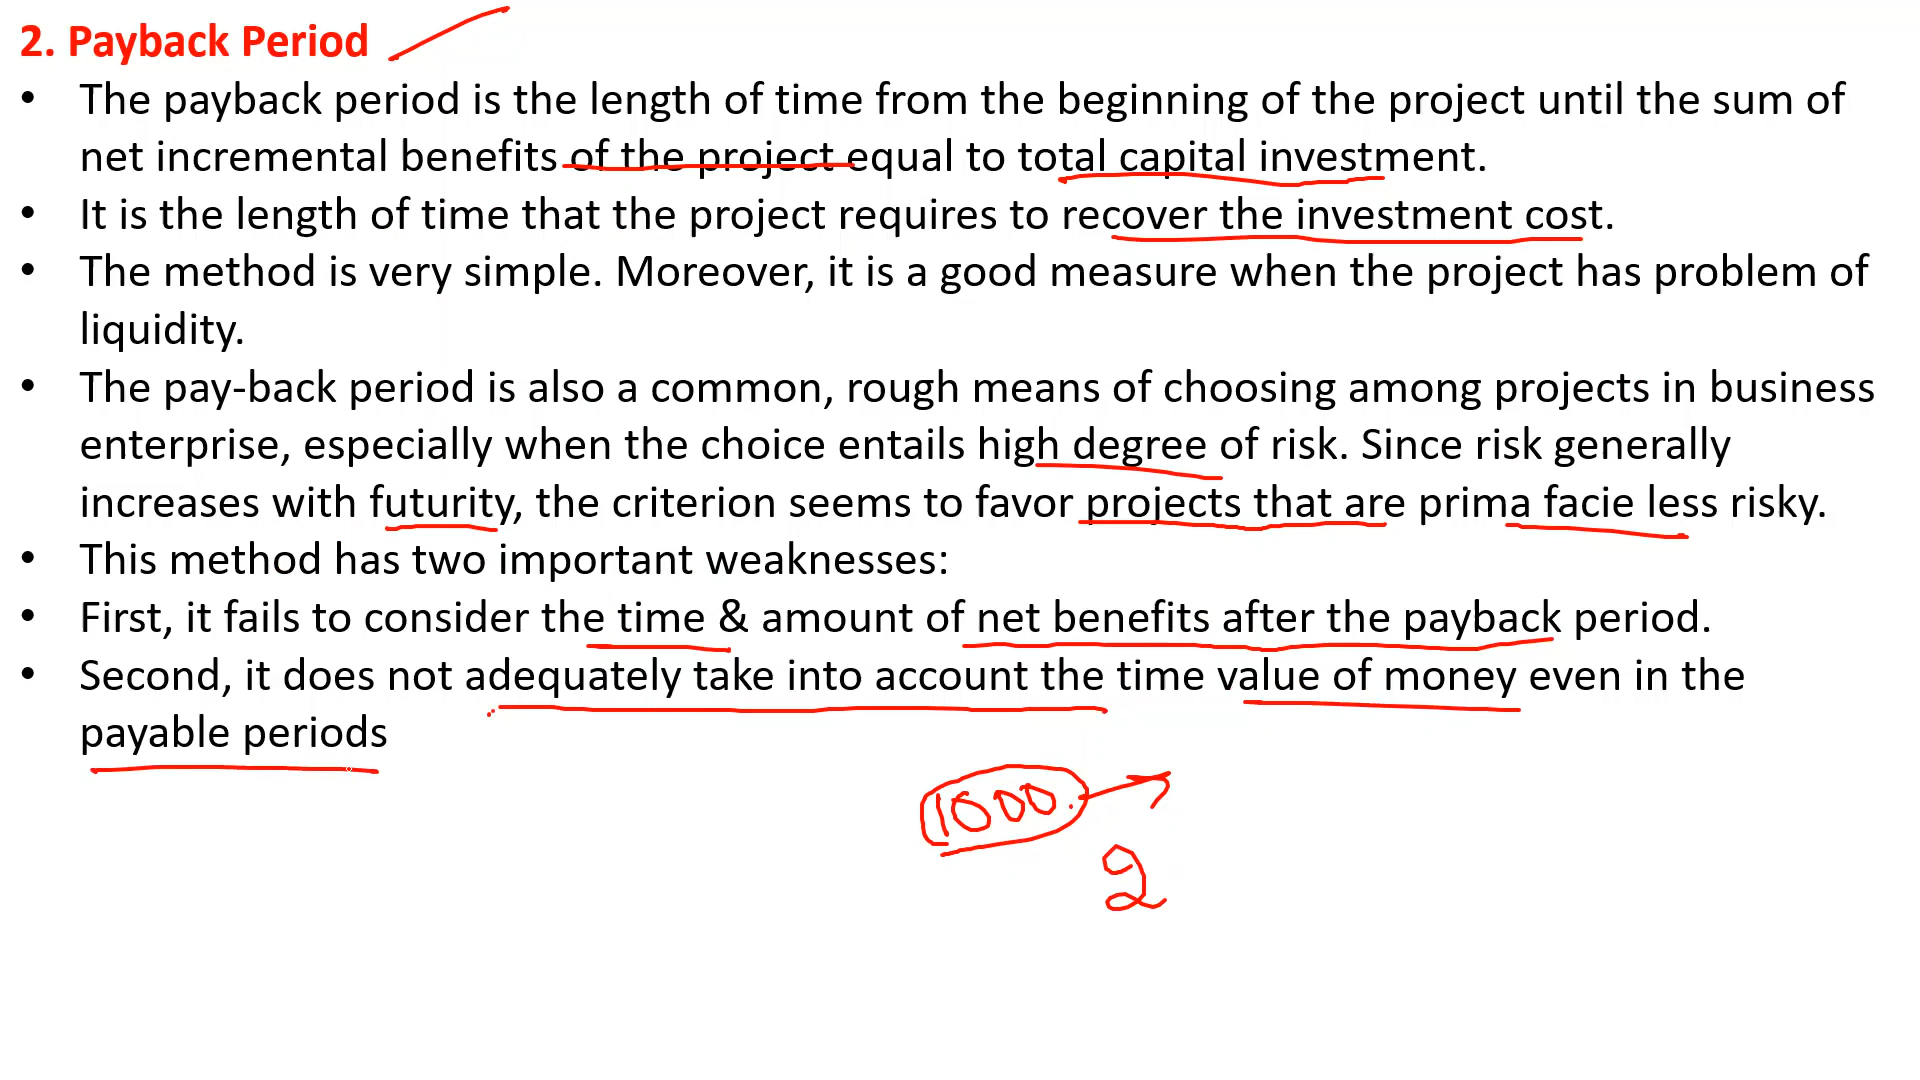 2. Payback Period
• The payback period is the length of time from the beginning of the project until the sum of
net incremental benefits of the project equal to total capital investment.
• It is the length of time that the project requires to recover the investment cost.
• The method is very simple. Moreover, it is a good measure when the project has problem of
liquidity.
• The pay-back period is also a common, rough means of choosing among projects in business
enterprise, especially when the choice entails high degree of risk. Since risk generally
increases with futurity, the criterion seems to favor projects that are prima facie less risky.
• This method has two important weaknesses:
• First, it fails to consider the time & amount of net benefits after the payback period.
• Second, it does not adequately take into account the time value of money even in the
payable periods
1000
2